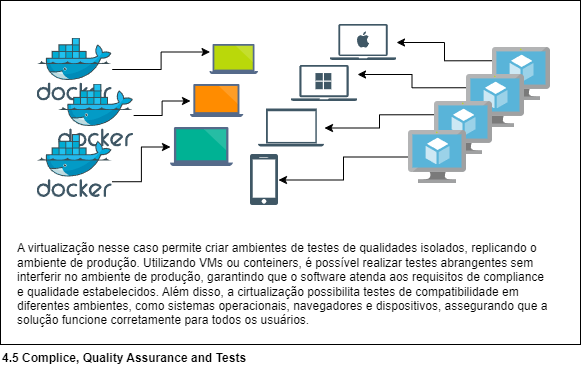 docker
docker
docker
A virtualização nesse caso permite criar ambientes de testes de qualidades isolados, replicando o
ambiente de produção. Utilizando VMs ou conteiners, é possível realizar testes abrangentes sem
interferir no ambiente de produção, garantindo que o software atenda aos requisitos de compliance
e qualidade estabelecidos. Além disso, a cirtualização possibilita testes de compatibilidade em
diferentes ambientes, como sistemas operacionais, navegadores e dispositivos, assegurando que a
solução funcione corretamente para todos os usuários.
4.5 Complice, Quality Assurance and Tests